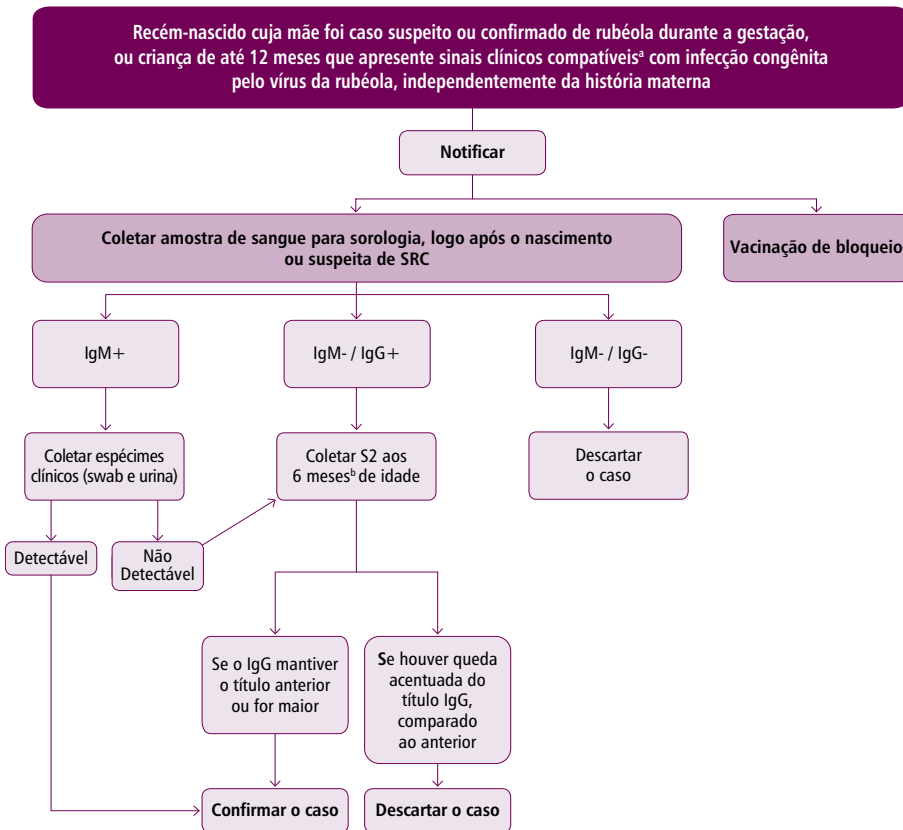 Recém-nascido cuja mãe foi caso suspeito ou confirmado de rubéola durante a gestação,
ou criança de até 12 meses que apresente sinais clínicos compatíveisᵃ com infecção congênita
pelo vírus da rubéola, independentemente da história materna
Notificar
Coletar amostra de sangue para sorologia, logo após o nascimento
ou suspeita de SRC
Vacinação de bloqueio
IgM+
IgM- / IgG+
IgM- / IgG-
Coletar espécimes
clínicos (swab e urina)
Coletar S2 aos
6 mesesᵇ de idade
Descartar
o caso
Detectável
Não
Detectável
Se o IgG mantiver
o título anterior
ou for maior
Se houver queda
acentuada do
título IgG,
comparado
ao anterior
Confirmar o caso
Descartar o caso